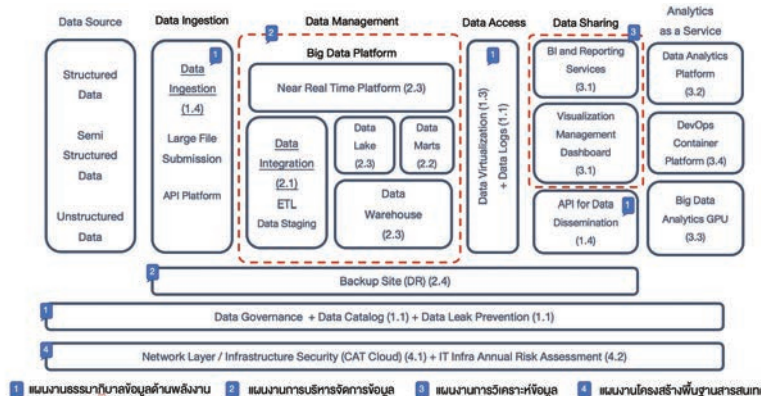 Data Source
Data Ingestion
Data Management
Data Access
Data Sharing
Analytics
as a Service
Structured
Data
Semi
Structured
Data
Unstructured
Data
1
Data
Ingestion
(1.4)
Large File
Submission
API Platform
2
Big Data Platform
Near Real Time Platform (2.3)
Data
Integration
(2.1)
ETL
Data Staging
Data
Lake
(2.3)
Data
Marts
(2.2)
Data
Warehouse
(2.3)
1
Data Virtualization (1.3)
+ Data Logs (1.1)
3
BI and Reporting
Services
(3.1)
Visualization
Management
Dashboard
(3.1)
1
API for Data
Dissemination
(1.4)
Data Analytics
Platform
(3.2)
DevOps
Container
Platform (3.4)
Big Data
Analytics GPU
(3.3)
2
Backup Site (DR) (2.4)
1
Data Governance + Data Catalog (1.1) + Data Leak Prevention (1.1)
4
Network Layer / Infrastructure Security (CAT Cloud) (4.1) + IT Infra Annual Risk Assessment (4.2)
1 แผนงานธรรมาภิบาลข้อมูลด้านพลังงาน 2 แผนงานการบริหารจัดการข้อมูล 3 แผนงานการวิเคราะห์ข้อมูล 4 แผนงานโครงสร้างพื้นฐานสารสนเทศ